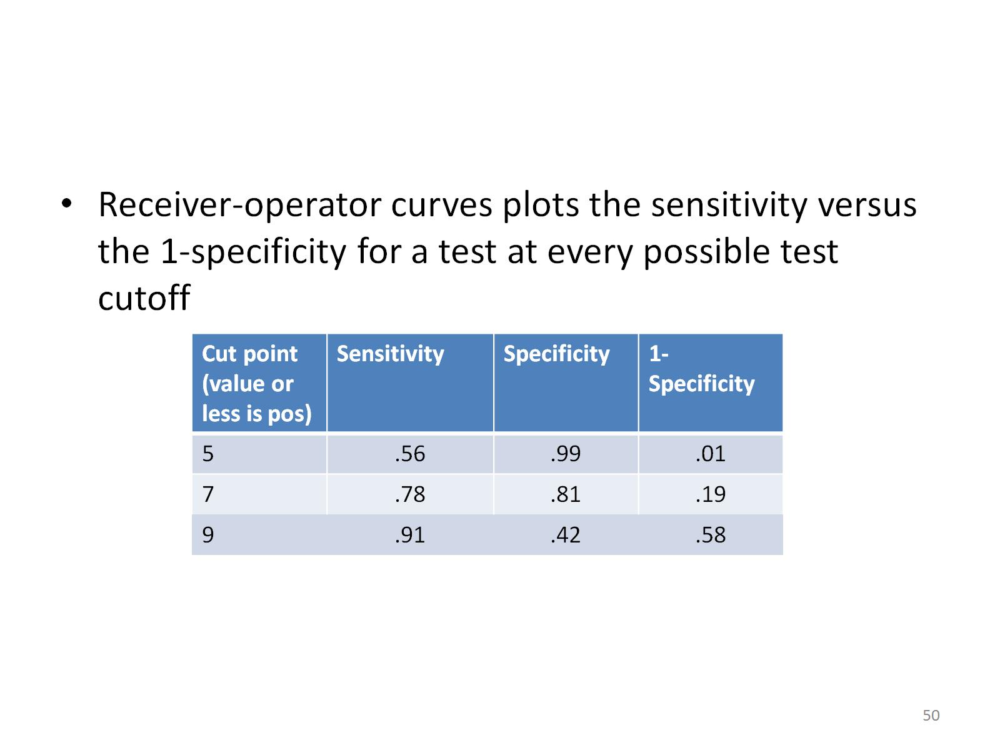 • Receiver-operator curves plots the sensitivity versus
the 1-specificity for a test at every possible test
cutoff
Cut point (value or less is pos) Sensitivity Specificity 1-Specificity
5 .56 .99 .01
7 .78 .81 .19
9 .91 .42 .58
50